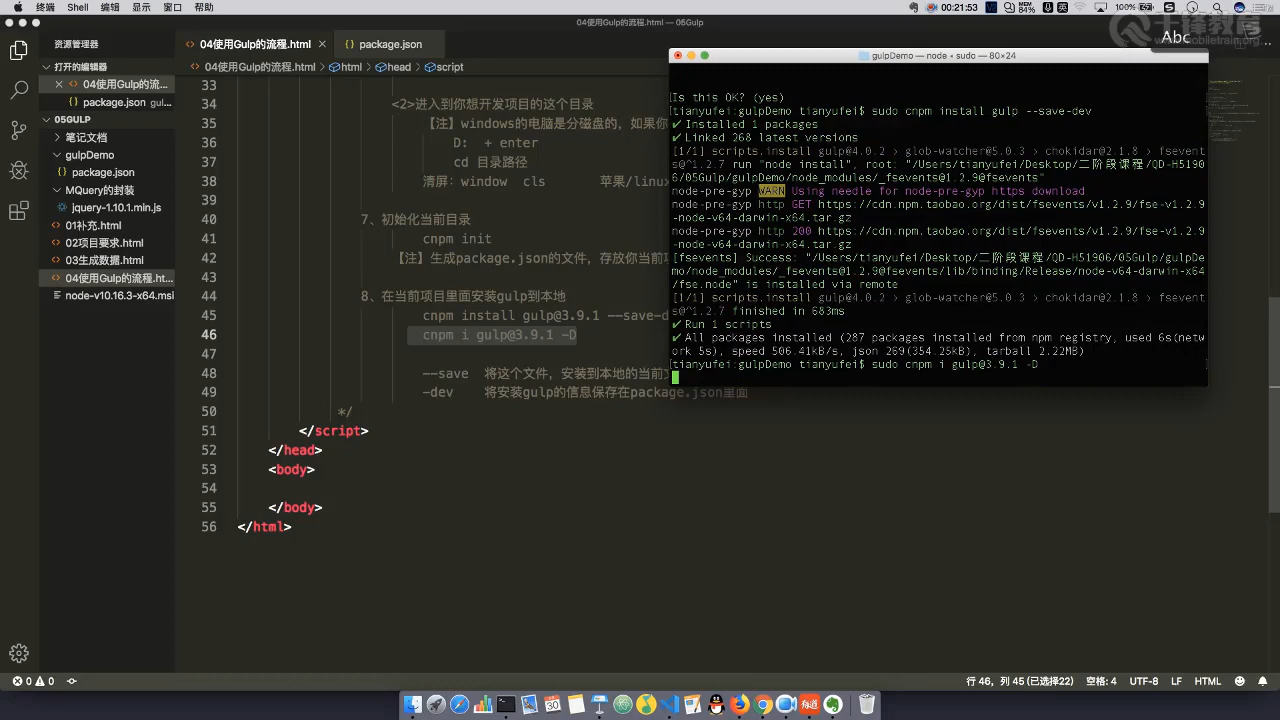 终端 Shell 编辑 显示 窗口 帮助
84% 00:21:53 英 100%
04使用Gulp的流程.html — 05Gulp
资源管理器
04使用Gulp的流程.html
package.json
打开的编辑器
04使用Gulp的流程.html > html > head > script
04使用Gulp的流...
package.json gul...
05GULP
笔记文档
gulpDemo
package.json
MQuery的封装
jquery-1.10.1.min.js
01补充.html
02项目要求.html
03生成数据.html
04使用Gulp的流程.ht...
node-v10.16.3-x64.msi
33
34 <2>进入到你想开发项目的这个目录
35 【注】windows的电脑是分磁盘的，如果你
36 D: + enter
37 cd 目录路径
38 清屏：window cls 苹果/linux
39
40 7、初始化当前目录
41 cnpm init
42 【注】生成package.json的文件，存放你当前项
43
44 8、在当前项目里面安装gulp到本地
45 cnpm install gulp@3.9.1 --save-d
46 cnpm i gulp@3.9.1 -D
47
48 --save 将这个文件，安装到本地的当前文
49 -dev 将安装gulp的信息保存在package.json里面
50 */
51 </script>
52 </head>
53 <body>
54
55 </body>
56 </html>
千锋教育
www.mobiletrain.org
Abc
gulpDemo — node • sudo — 80×24
Is this OK? (yes)
[tianyufei:gulpDemo tianyufei$ sudo cnpm install gulp --save-dev
✔ Installed 1 packages
✔ Linked 268 latest versions
[1/1] scripts.install gulp@4.0.2 › glob-watcher@5.0.3 › chokidar@2.1.8 › fsevent
s@^1.2.7 run "node install", root: "/Users/tianyufei/Desktop/二阶段课程/QD-H5190
6/05Gulp/gulpDemo/node_modules/_fsevents@1.2.9@fsevents"
node-pre-gyp WARN Using needle for node-pre-gyp https download
node-pre-gyp http GET https://cdn.npm.taobao.org/dist/fsevents/v1.2.9/fse-v1.2.9
-node-v64-darwin-x64.tar.gz
node-pre-gyp http 200 https://cdn.npm.taobao.org/dist/fsevents/v1.2.9/fse-v1.2.9
-node-v64-darwin-x64.tar.gz
[fsevents] Success: "/Users/tianyufei/Desktop/二阶段课程/QD-H51906/05Gulp/gulpDe
mo/node_modules/_fsevents@1.2.9@fsevents/lib/binding/Release/node-v64-darwin-x64
/fse.node" is installed via remote
[1/1] scripts.install gulp@4.0.2 › glob-watcher@5.0.3 › chokidar@2.1.8 › fsevent
s@^1.2.7 finished in 683ms
✔ Run 1 scripts
✔ All packages installed (287 packages installed from npm registry, used 6s(netw
ork 5s), speed 506.41kB/s, json 269(354.25kB), tarball 2.22MB)
[tianyufei:gulpDemo tianyufei$ sudo cnpm i gulp@3.9.1 -D
0 0
行 46，列 45 (已选择22) 空格: 4 UTF-8 LF HTML